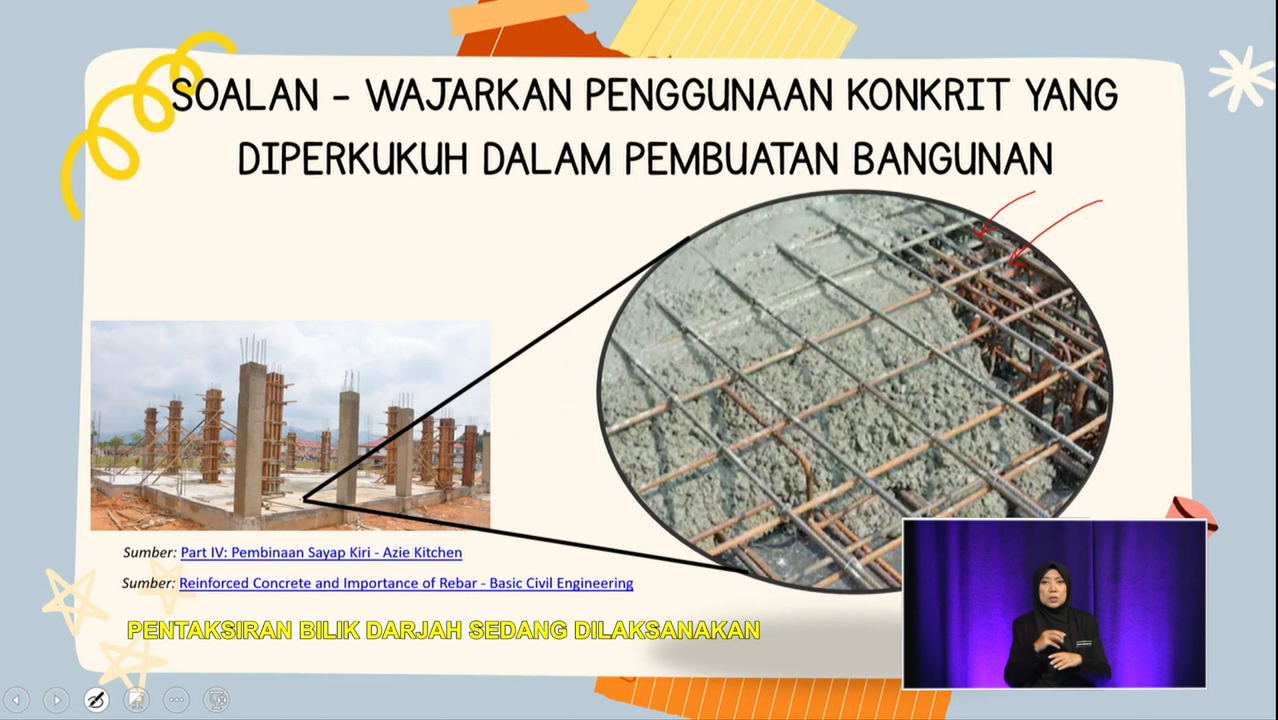 SOALAN - WAJARKAN PENGGUNAAN KONKRIT YANG
DIPERKUKUH DALAM PEMBUATAN BANGUNAN
Sumber: Part IV: Pembinaan Sayap Kiri - Azie Kitchen
Sumber: Reinforced Concrete and Importance of Rebar - Basic Civil Engineering
PENTAKSIRAN BILIK DARJAH SEDANG DILAKSANAKAN